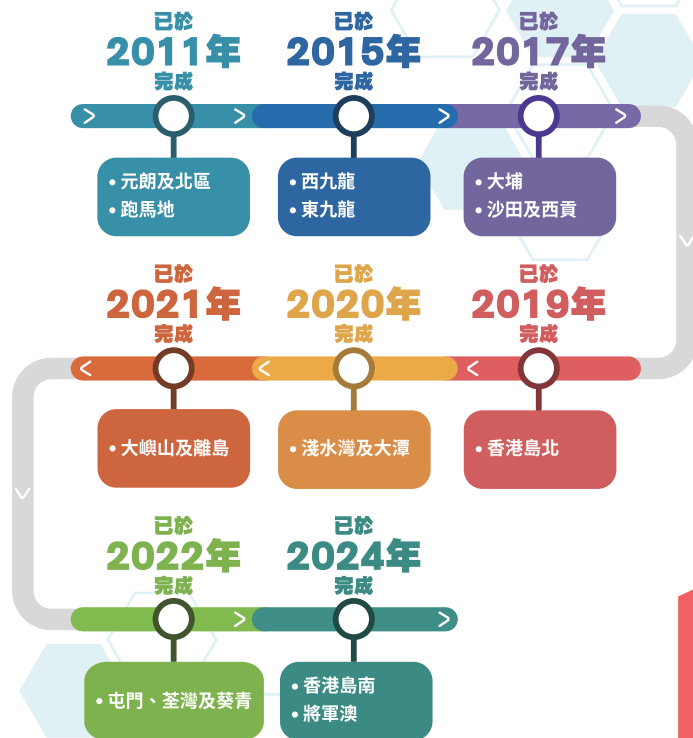 已於
2011年
完成
• 元朗及北區
• 跑馬地
已於
2015年
完成
• 西九龍
• 東九龍
已於
2017年
完成
• 大埔
• 沙田及西貢
已於
2019年
完成
• 香港島北
已於
2020年
完成
• 淺水灣及大潭
已於
2021年
完成
• 大嶼山及離島
已於
2022年
完成
• 屯門、荃灣及葵青
已於
2024年
完成
• 香港島南
• 將軍澳